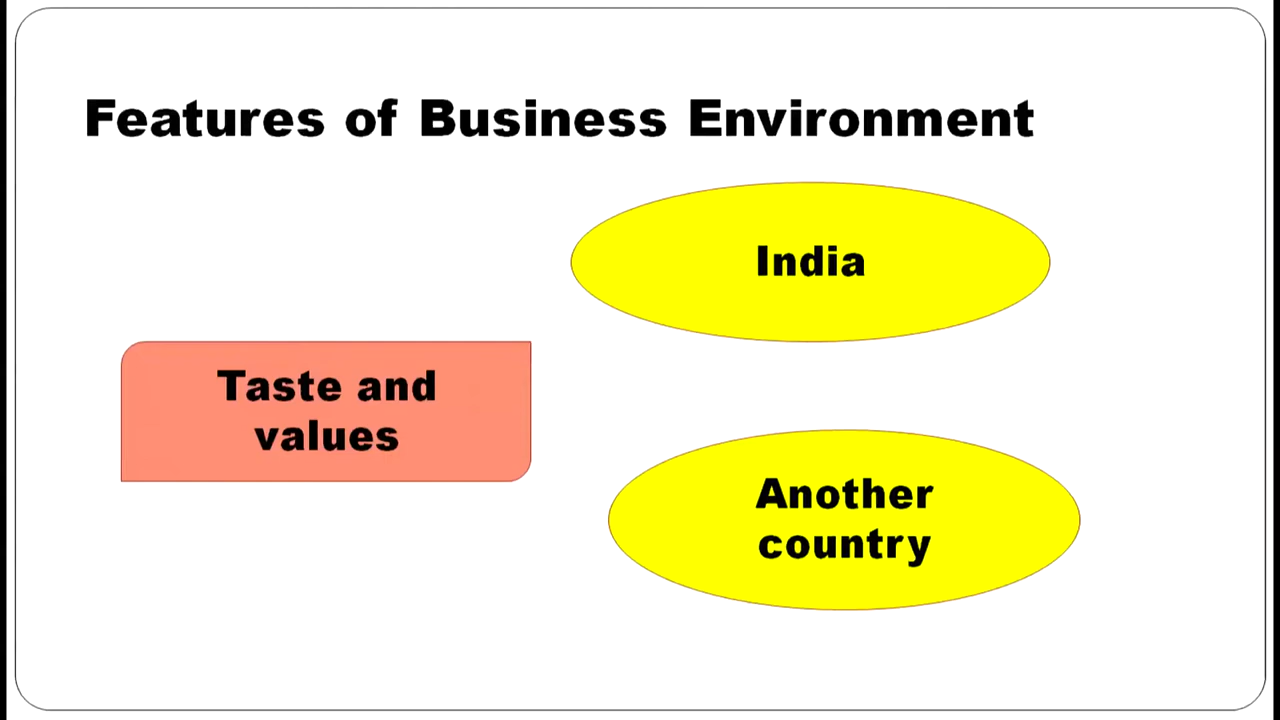 Features of Business Environment
India
Taste and
values
Another
country